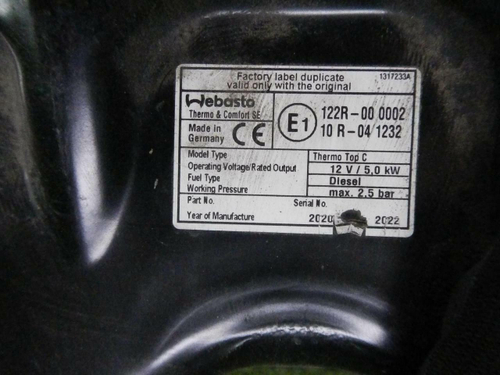 Factory label duplicate
valid only with the original
1317233A
Webasto
Thermo & Comfort SE
Made in
Germany
CE
E1
122R-00 0002
10 R-04 1232
Model Type
Thermo Top C
Operating Voltage/Rated Output
12 V / 5,0 kW
Fuel Type
Diesel
Working Pressure
max. 2.5 bar
Part No.
Serial No.
Year of Manufacture
2020
2022